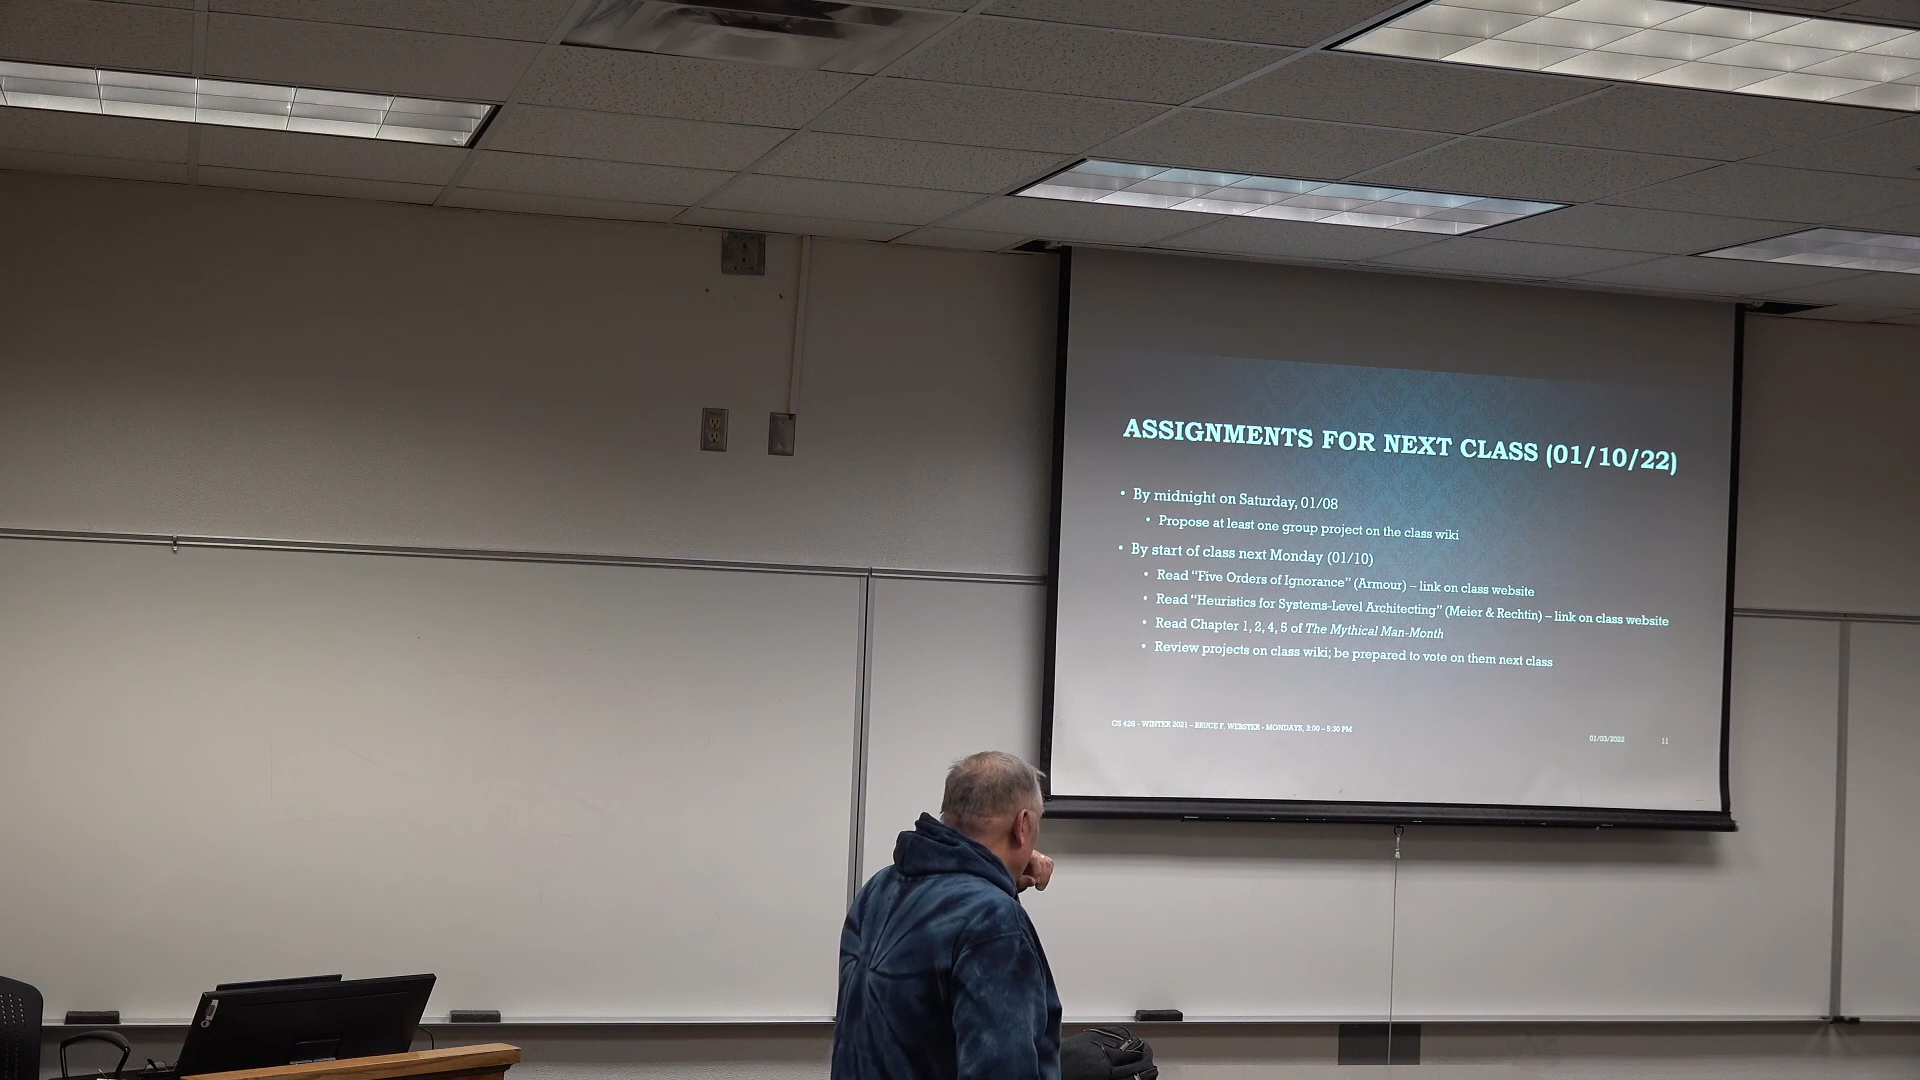 ASSIGNMENTS FOR NEXT CLASS (01/10/22)
• By midnight on Saturday, 01/08
• Propose at least one group project on the class wiki
• By start of class next Monday (01/10)
• Read "Five Orders of Ignorance" (Armour) – link on class website
• Read "Heuristics for Systems-Level Architecting" (Meier & Rechtin) – link on class website
• Read Chapter 1, 2, 4, 5 of The Mythical Man-Month
• Review projects on class wiki; be prepared to vote on them next class
CS 428 - WINTER 2021 – BRUCE F. WEBSTER - MONDAYS, 3:00 – 5:30 PM
01/03/2022
11